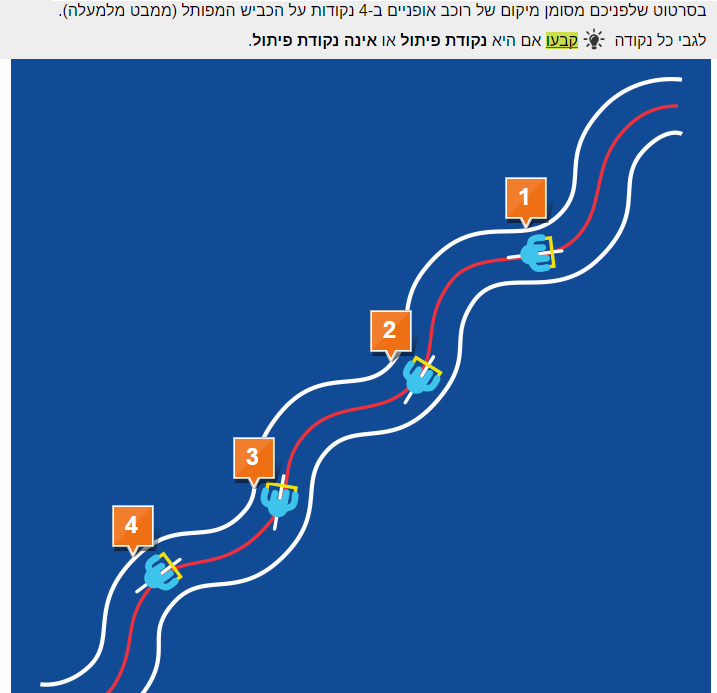 בסרטוט שלפניכם מסומן מיקום של רוכב אופניים ב-4 נקודות על הכביש המפותל (ממבט מלמעלה).
לגבי כל נקודה קבעו אם היא נקודת פיתול או אינה נקודת פיתול.
1
2
3
4